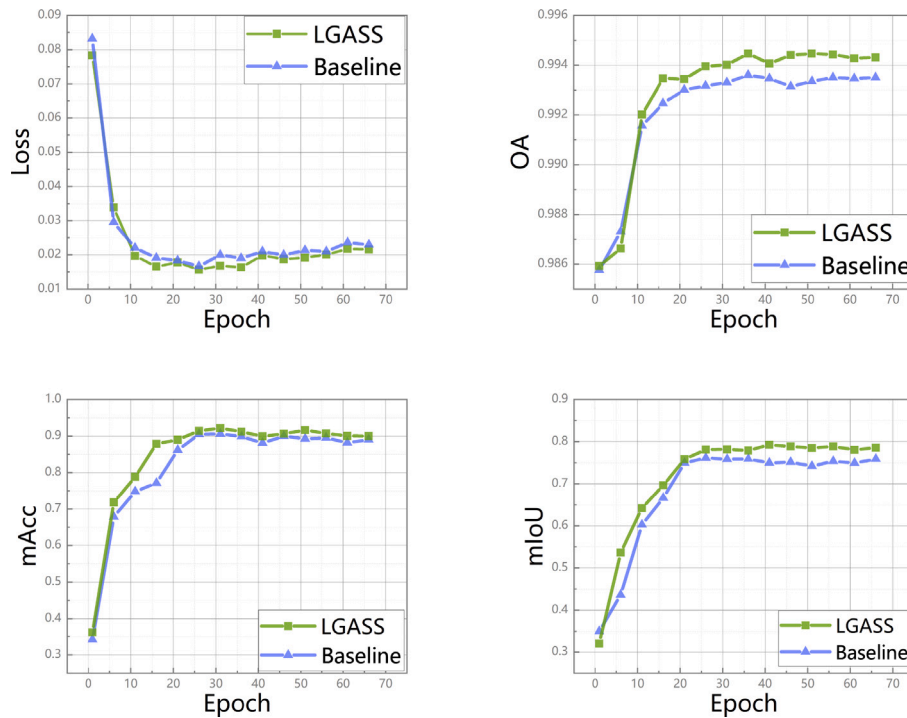 0.09
0.08
0.07
0.06
0.05
0.04
0.03
0.02
0.01
Loss
LGASS
Baseline
0 10 20 30 40 50 60 70
Epoch
0.996
0.994
0.992
0.990
0.988
0.986
OA
LGASS
Baseline
0 10 20 30 40 50 60 70
Epoch
1.0
0.9
0.8
0.7
0.6
0.5
0.4
0.3
mAcc
LGASS
Baseline
0 10 20 30 40 50 60 70
Epoch
0.9
0.8
0.7
0.6
0.5
0.4
0.3
mIoU
LGASS
Baseline
0 10 20 30 40 50 60 70
Epoch